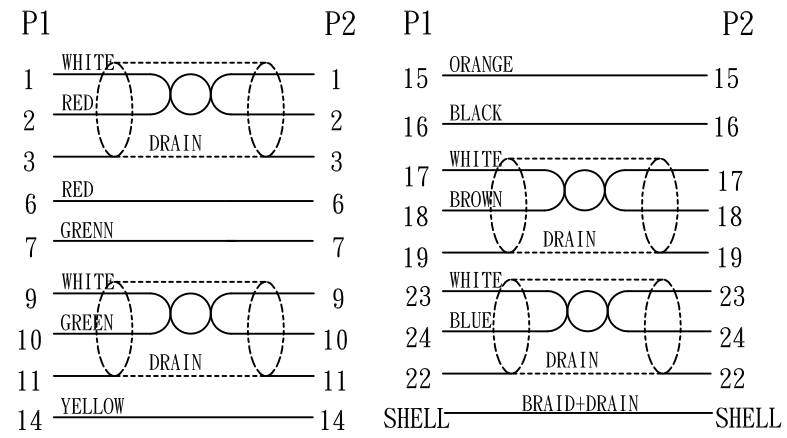 P1 P2
WHITE
1 1
RED
2 2
DRAIN
3 3
RED
6 6
GRENN
7 7
WHITE
9 9
GREEN
10 10
DRAIN
11 11
YELLOW
14 14
P1 P2
ORANGE
15 15
BLACK
16 16
WHITE
17 17
BROWN
18 18
DRAIN
19 19
WHITE
23 23
BLUE
24 24
DRAIN
22 22
BRAID+DRAIN
SHELL SHELL